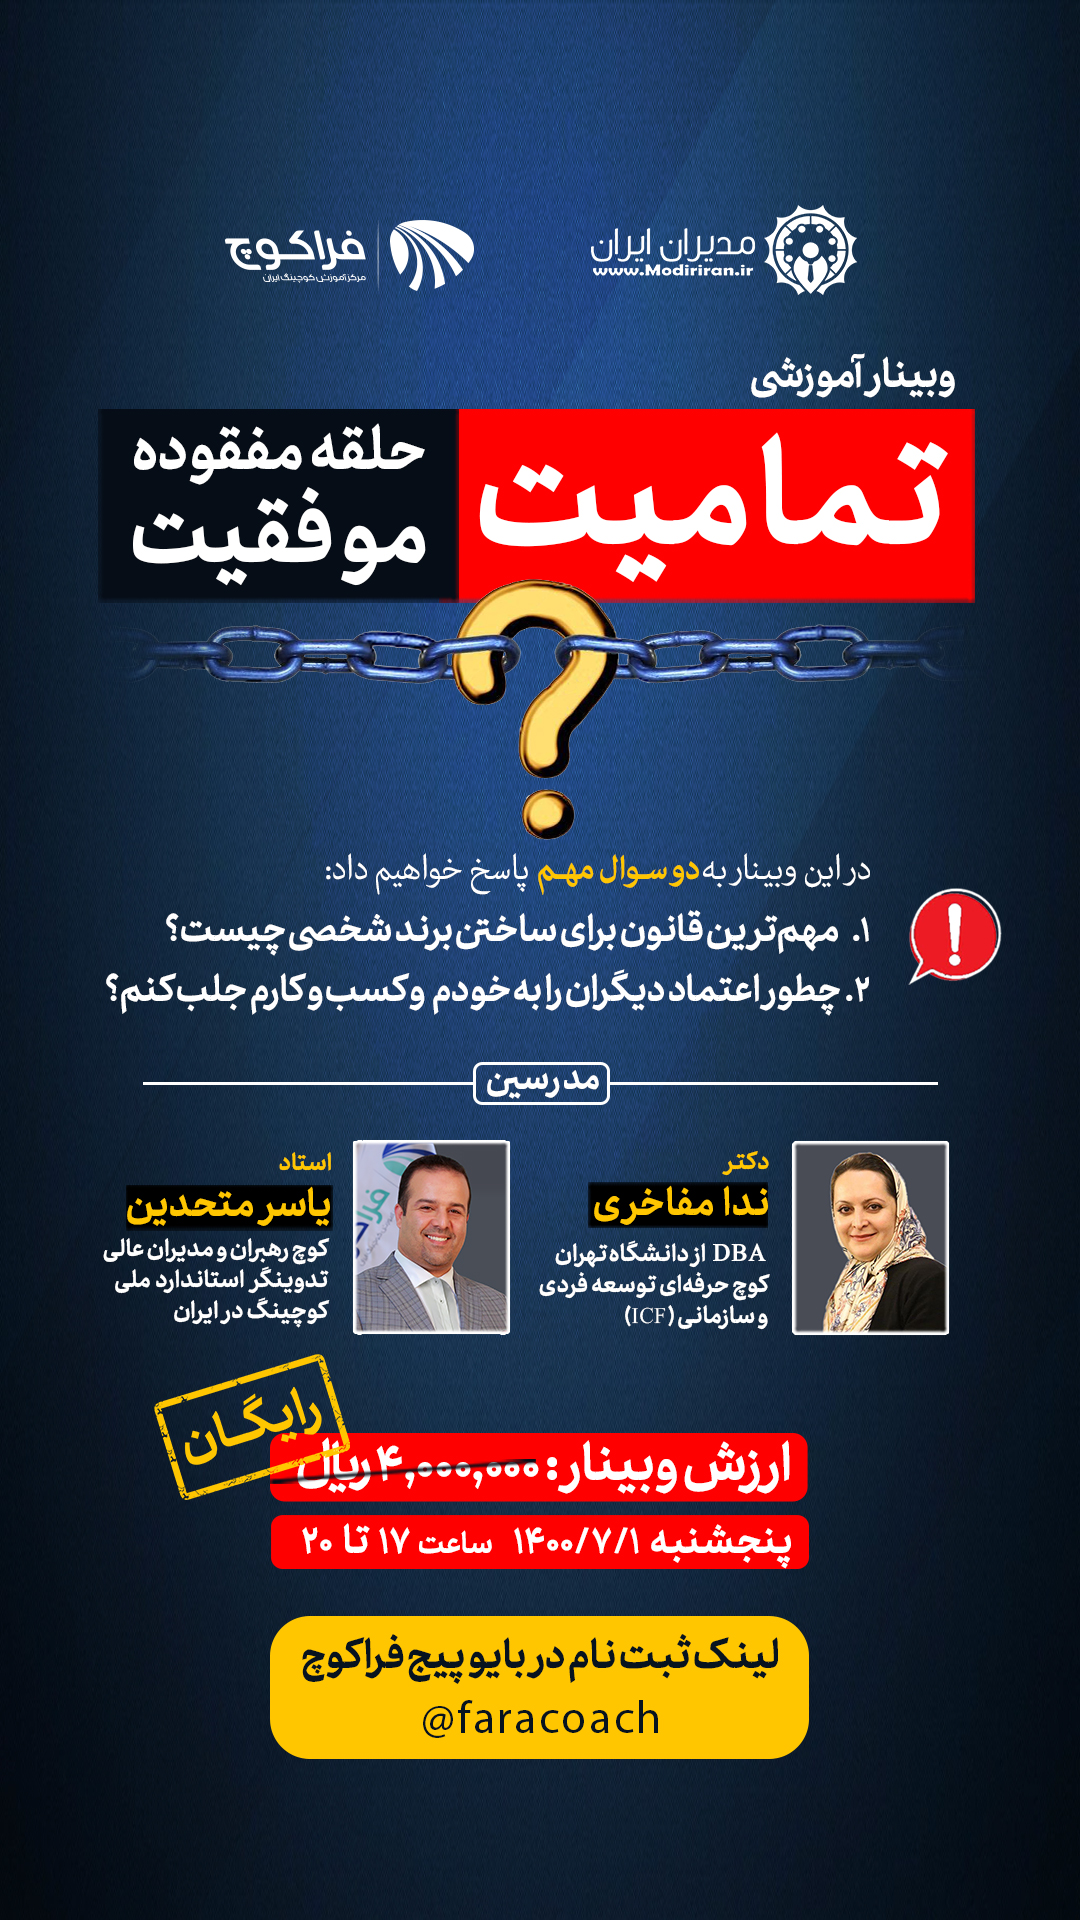 مدیران ایران
www.Modiriran.ir
فراکوچ
مرکز آموزش کوچینگ ایران
وبینار آموزشی
تمامیت
حلقه مفقوده
موفقیت
در این وبینار به دو سوال مهم پاسخ خواهیم داد:
۱. مهم‌ترین قانون برای ساختن برند شخصی چیست؟
۲. چطور اعتماد دیگران را به خودم و کسب و کارم جلب کنم؟
مدرسین
دکتر
ندا مفاخری
DBA از دانشگاه تهران
کوچ حرفه‌ای توسعه فردی
و سازمانی (ICF)
استاد
یاسر متحدین
کوچ رهبران و مدیران عالی
تدوینگر استاندارد ملی
کوچینگ در ایران
رایگان
ارزش وبینار: ۴,۰۰۰,۰۰۰ ریال
پنجشنبه ۱۴۰۰/۷/۱ ساعت ۱۷ تا ۲۰
لینک ثبت نام در بایو پیج فراکوچ
@faracoach